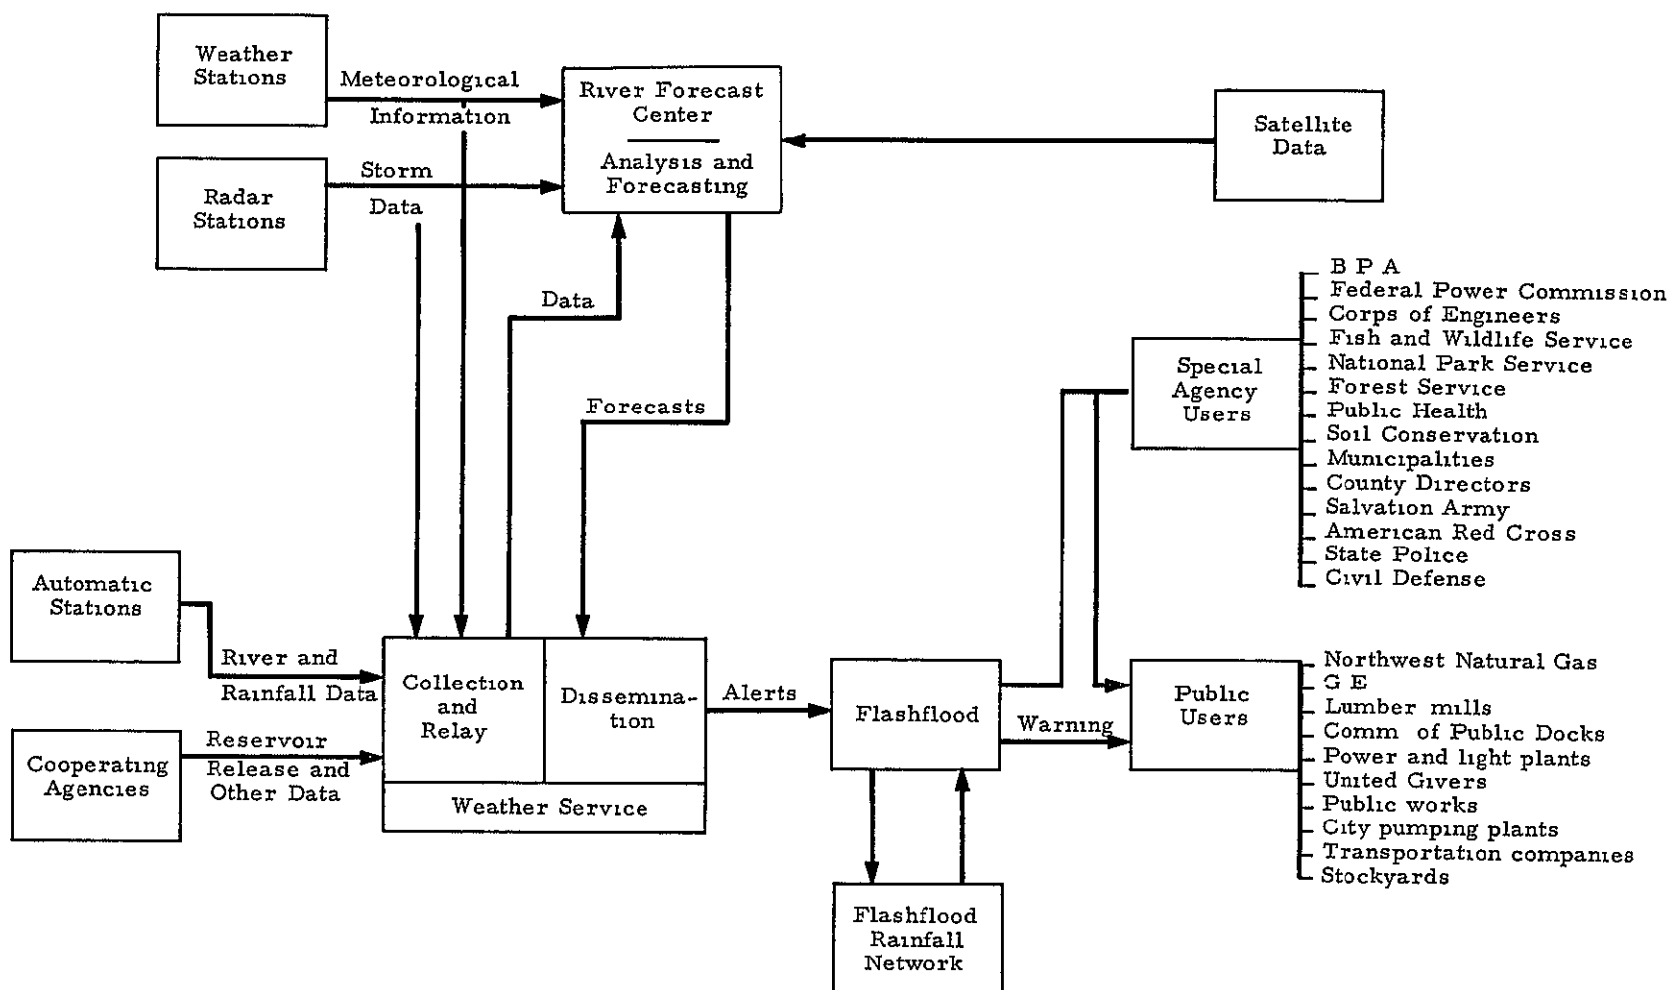 Weather
Stations
Meteorological
Information
River Forecast
Center
Analysis and
Forecasting
Satellite
Data
Radar
Stations
Storm
Data
Data
Forecasts
Special
Agency
Users
B P A
Federal Power Commission
Corps of Engineers
Fish and Wildlife Service
National Park Service
Forest Service
Public Health
Soil Conservation
Municipalities
County Directors
Salvation Army
American Red Cross
State Police
Civil Defense
Automatic
Stations
River and
Rainfall Data
Cooperating
Agencies
Reservoir
Release and
Other Data
Collection
and
Relay
Dissemina-
tion
Weather Service
Alerts
Flashflood
Warning
Public
Users
Northwest Natural Gas
G E
Lumber mills
Comm of Public Docks
Power and light plants
United Givers
Public works
City pumping plants
Transportation companies
Stockyards
Flashflood
Rainfall
Network